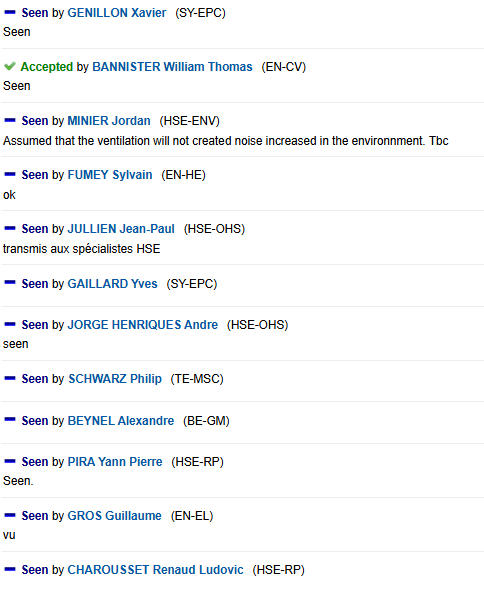 Seen by GENILLON Xavier (SY-EPC)
Seen
Accepted by BANNISTER William Thomas (EN-CV)
Seen
Seen by MINIER Jordan (HSE-ENV)
Assumed that the ventilation will not created noise increased in the environnment. Tbc
Seen by FUMEY Sylvain (EN-HE)
ok
Seen by JULLIEN Jean-Paul (HSE-OHS)
transmis aux spécialistes HSE
Seen by GAILLARD Yves (SY-EPC)
Seen by JORGE HENRIQUES Andre (HSE-OHS)
seen
Seen by SCHWARZ Philip (TE-MSC)
Seen by BEYNEL Alexandre (BE-GM)
Seen by PIRA Yann Pierre (HSE-RP)
Seen.
Seen by GROS Guillaume (EN-EL)
vu
Seen by CHAROUSSET Renaud Ludovic (HSE-RP)